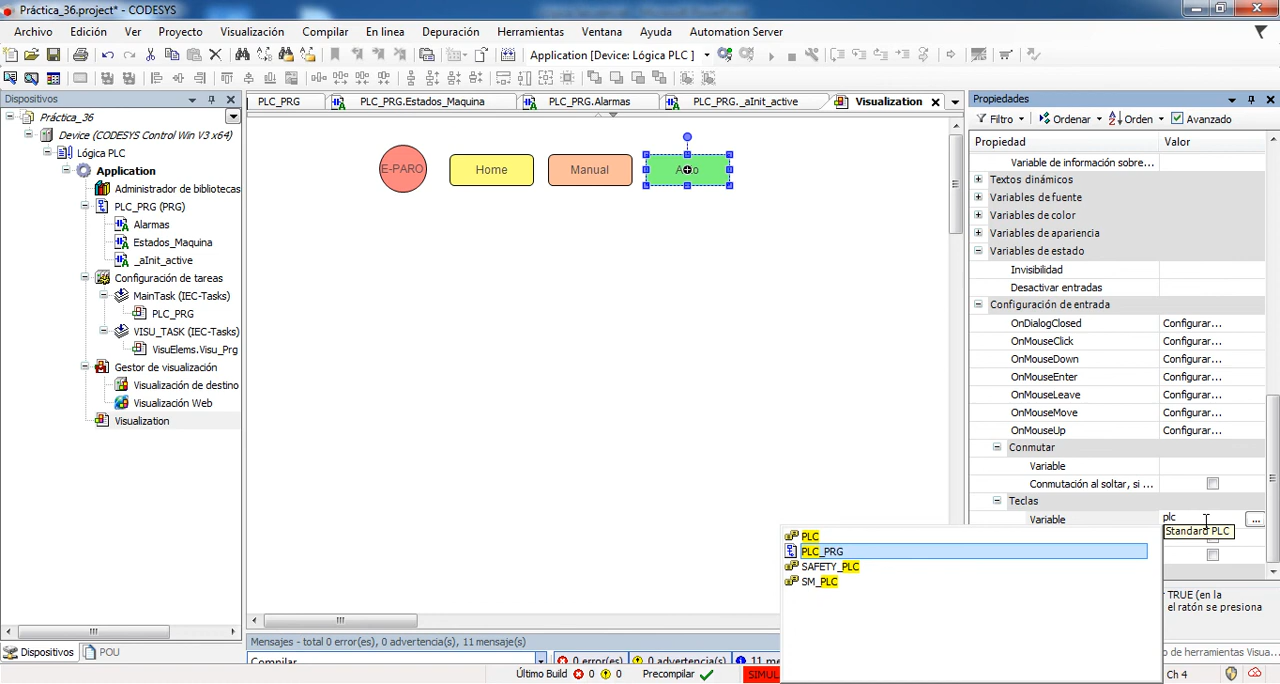 Práctica_36.project* - CODESYS
Archivo Edición Ver Proyecto Visualización Compilar En línea Depuración Herramientas Ventana Ayuda Automation Server
Application [Device: Lógica PLC]
Dispositivos
Práctica_36
Device (CODESYS Control Win V3 x64)
Lógica PLC
Application
Administrador de bibliotecas
PLC_PRG (PRG)
Alarmas
Estados_Maquina
_aInit_active
Configuración de tareas
MainTask (IEC-Tasks)
PLC_PRG
VISU_TASK (IEC-Tasks)
VisuElems.Visu_Prg
Gestor de visualización
Visualización de destino
Visualización Web
Visualization
Dispositivos POU
PLC_PRG PLC_PRG.Estados_Maquina PLC_PRG.Alarmas PLC_PRG._aInit_active Visualization
E-PARO Home Manual
Mensajes - total 0 error(es), 0 advertencia(s), 11 mensaje(s)
Compilar 0 error(es) 0 advertencia(s)
Propiedades
Filtro Ordenar Orden Avanzado
Propiedad Valor
Variable de información sobre...
Textos dinámicos
Variables de fuente
Variables de color
Variables de apariencia
Variables de estado
Invisibilidad
Desactivar entradas
Configuración de entrada
OnDialogClosed Configurar...
OnMouseClick Configurar...
OnMouseDown Configurar...
OnMouseEnter Configurar...
OnMouseLeave Configurar...
OnMouseMove Configurar...
OnMouseUp Configurar...
Conmutar
Variable
Conmutación al soltar, si ...
Teclas
Variable plc ...
Standard PLC
PLC
PLC_PRG
SAFETY_PLC
SM_PLC
TRUE (en la
el ratón se presiona
de herramientas Visua...
Último Build 0 0 Precompilar
Ch 4